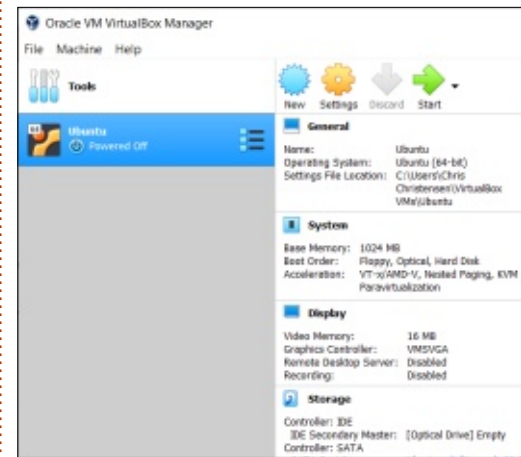 Oracle VM VirtualBox Manager
File Machine Help
Tools
New Settings Discard Start
Ubuntu
Powered Off
General
Name: Ubuntu
Operating System: Ubuntu (64-bit)
Settings File Location: C:\Users\Chris
Christensen\VirtualBox
VMs\Ubuntu
System
Base Memory: 1024 MB
Boot Order: Floppy, Optical, Hard Disk
Acceleration: VT-x/AMD-V, Nested Paging, KVM
Paravirtualization
Display
Video Memory: 16 MB
Graphics Controller: VMSVGA
Remote Desktop Server: Disabled
Recording: Disabled
Storage
Controller: IDE
IDE Secondary Master: [Optical Drive] Empty
Controller: SATA